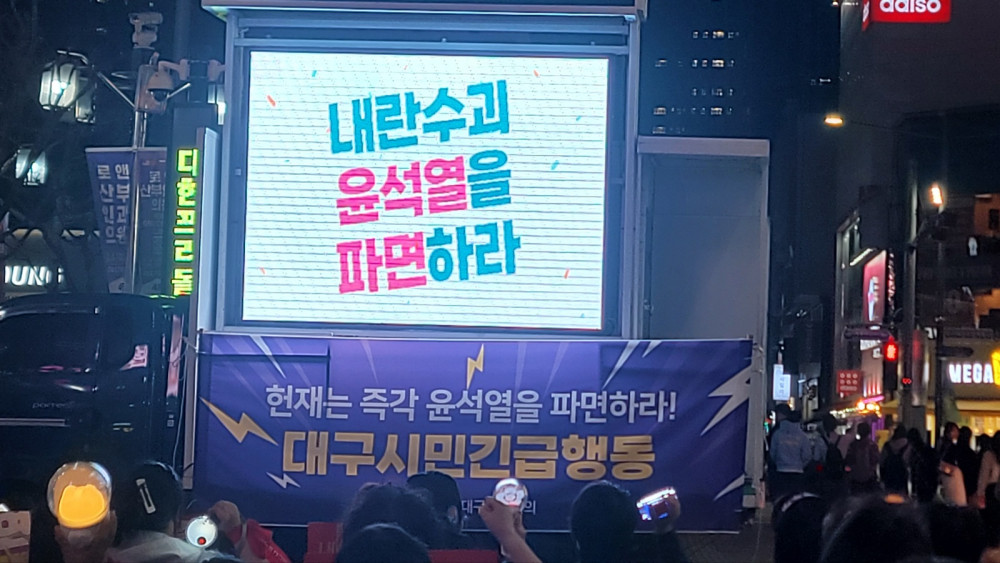 daiso
내란수괴
윤석열을
파면하라
헌재는 즉각 윤석열을 파면하라!
대구시민긴급행동
MEGA